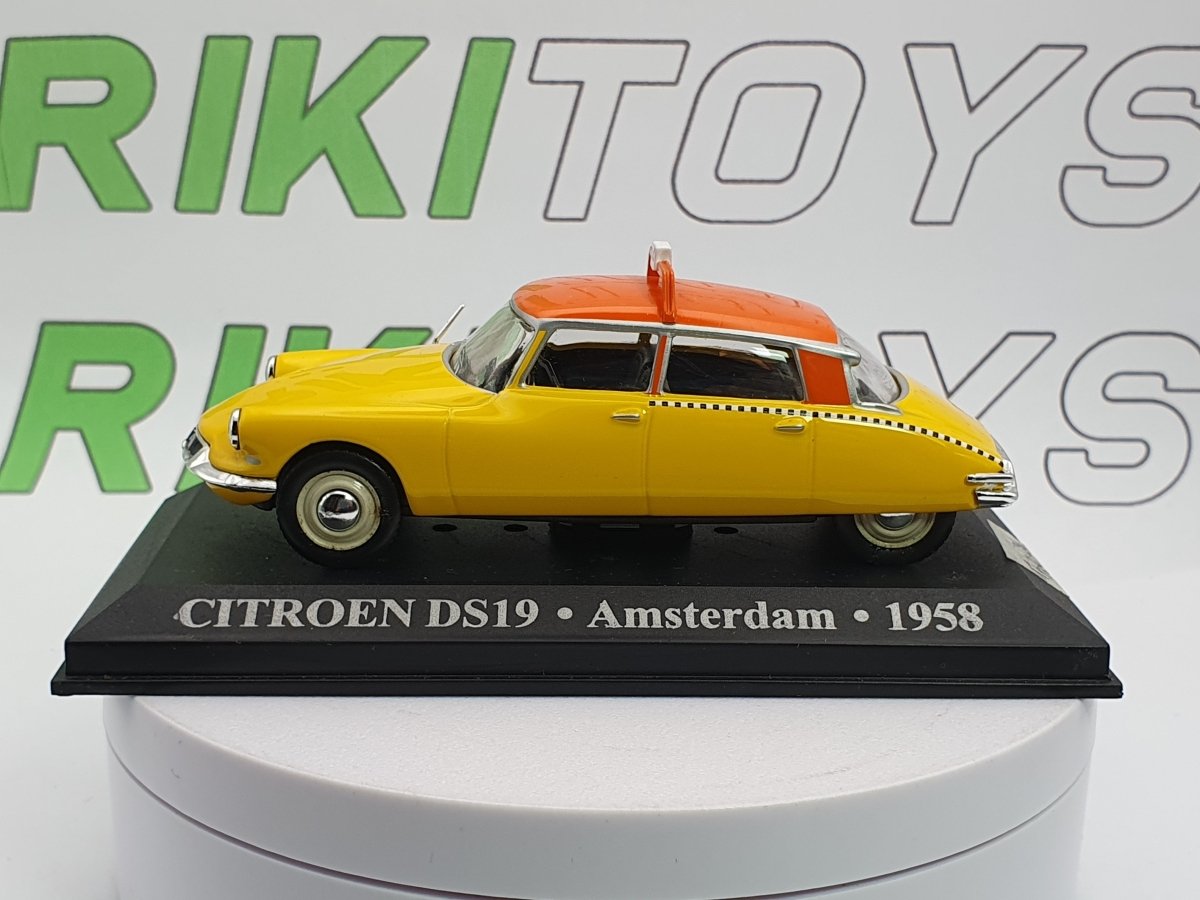 RIKITOYS
RIKITOYS
CITROEN DS19 • Amsterdam • 1958